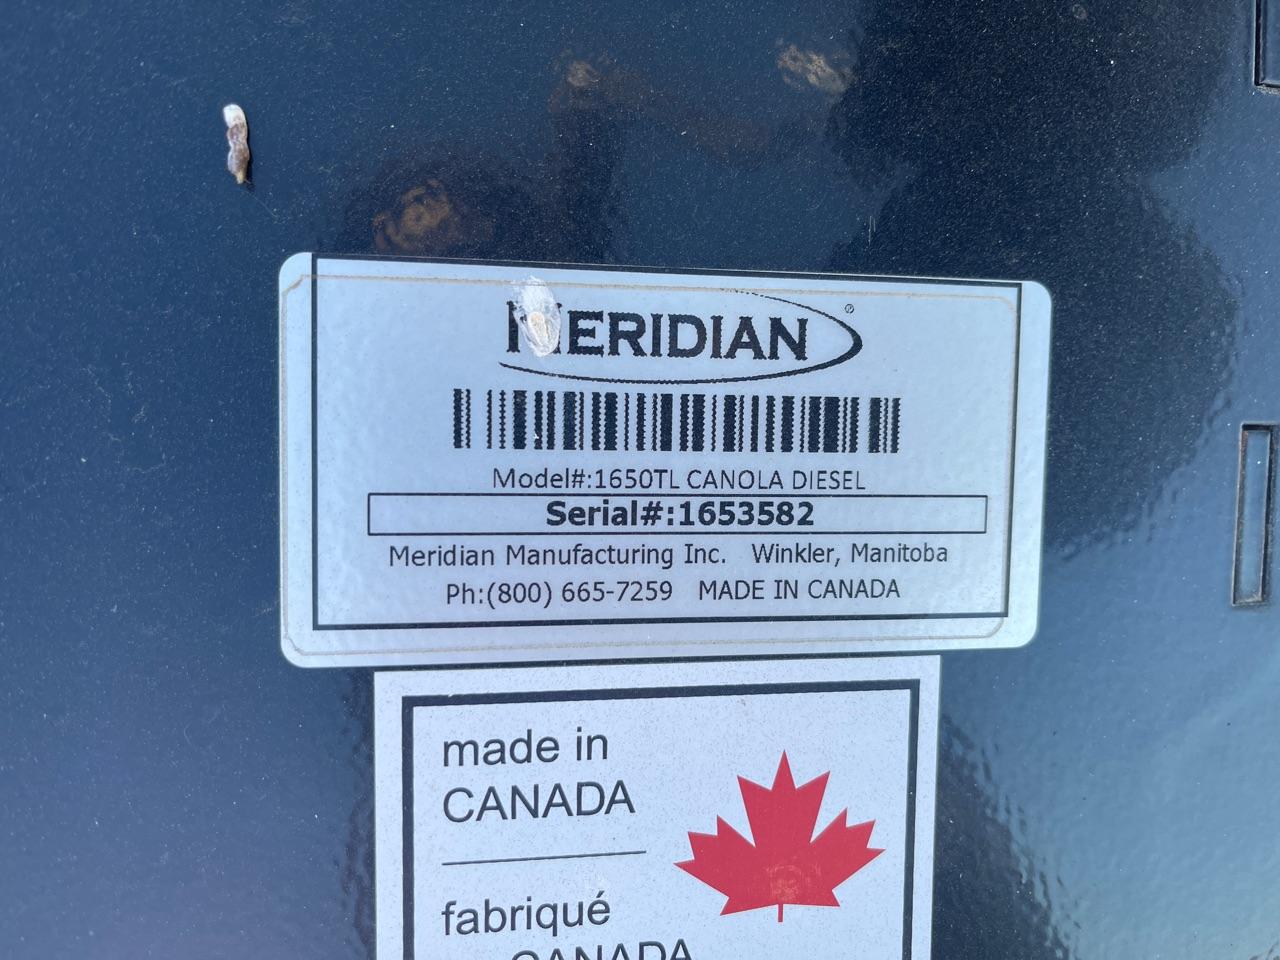 MERIDIAN®
Model#:1650TL CANOLA DIESEL
Serial#:1653582
Meridian Manufacturing Inc. Winkler, Manitoba
Ph:(800) 665-7259 MADE IN CANADA
made in
CANADA
fabriqué
CANADA